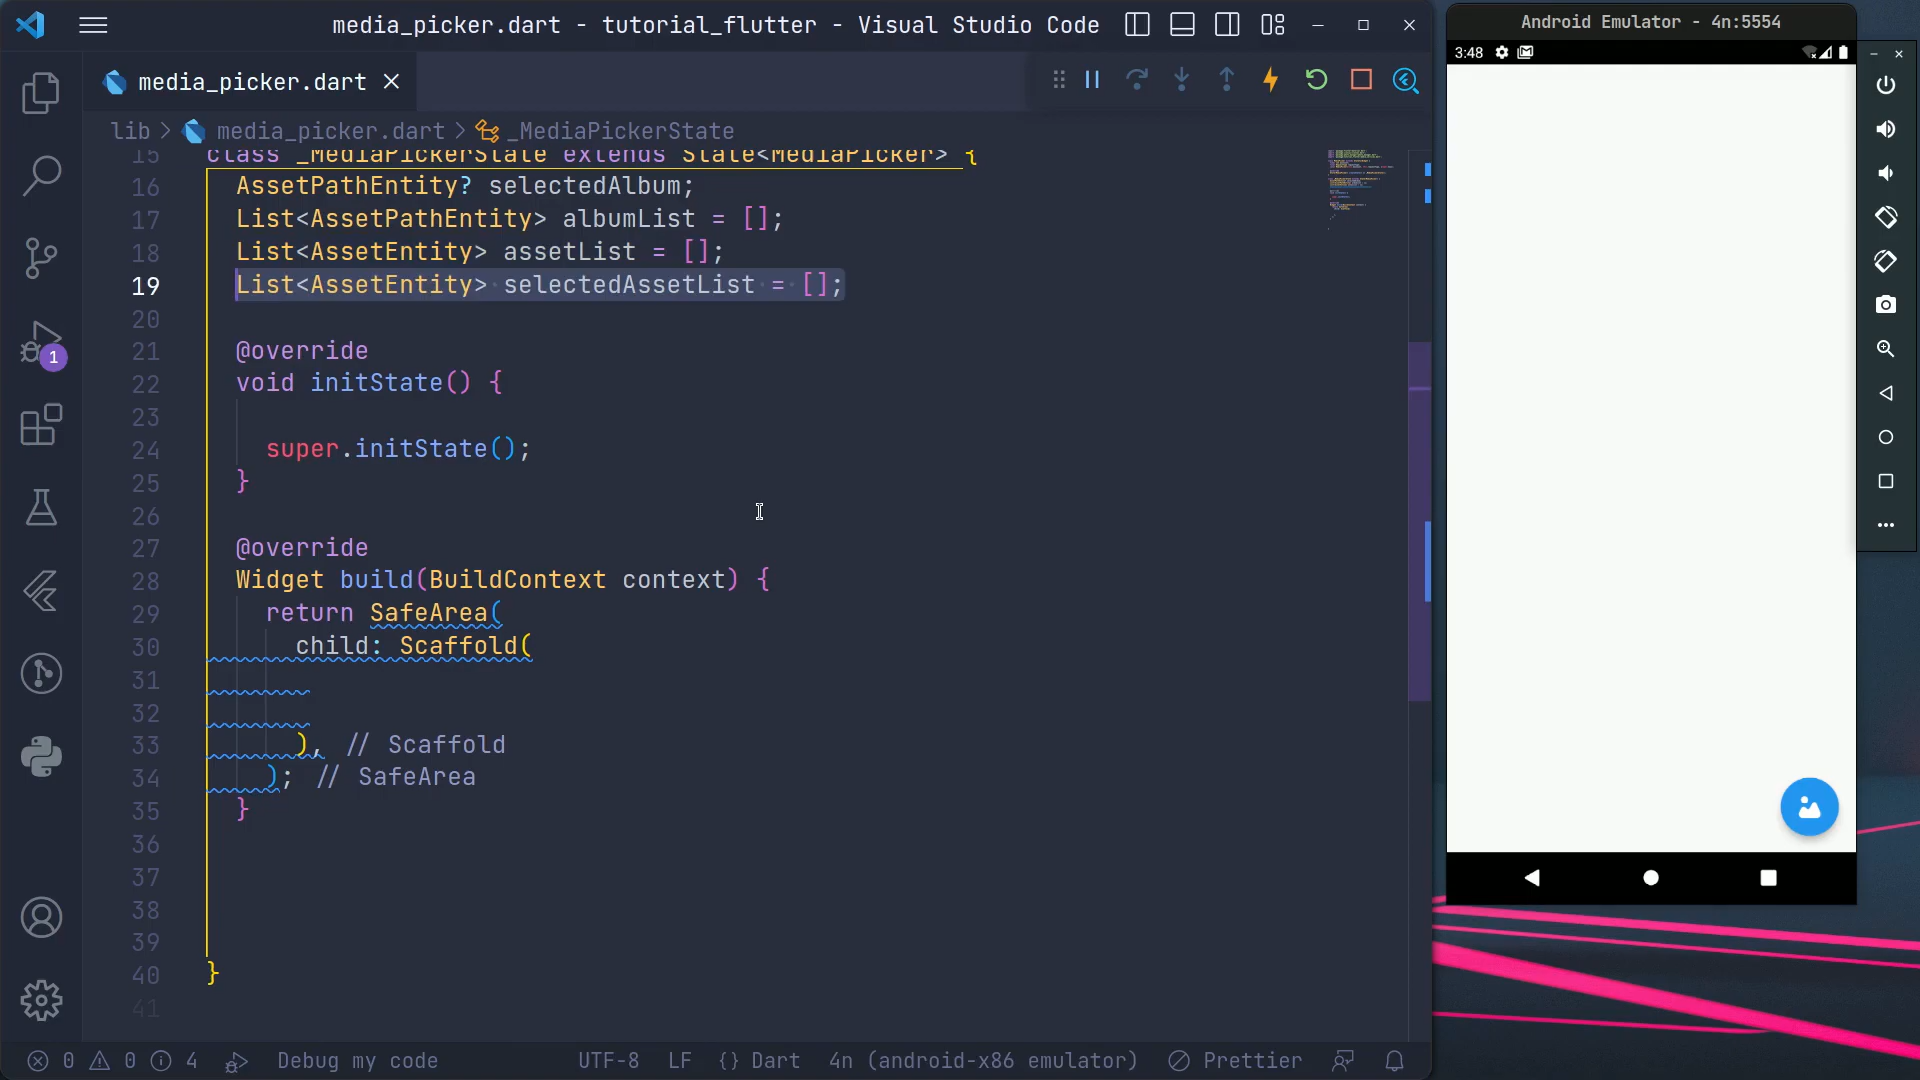 media_picker.dart - tutorial_flutter - Visual Studio Code
media_picker.dart
lib > media_picker.dart > _MediaPickerState
15 class _MediaPickerState extends State<MediaPicker> {
16 AssetPathEntity? selectedAlbum;
17 List<AssetPathEntity> albumList = [];
18 List<AssetEntity> assetList = [];
19 List<AssetEntity> selectedAssetList = [];
20
21 @override
22 void initState() {
23
24 super.initState();
25 }
26
27 @override
28 Widget build(BuildContext context) {
29 return SafeArea(
30 child: Scaffold(
31
32
33 ), // Scaffold
34 ); // SafeArea
35 }
36
37
38
39
40 }
41
1
0 0 4 Debug my code UTF-8 LF {} Dart 4n (android-x86 emulator) Prettier
Android Emulator - 4n:5554
3:48